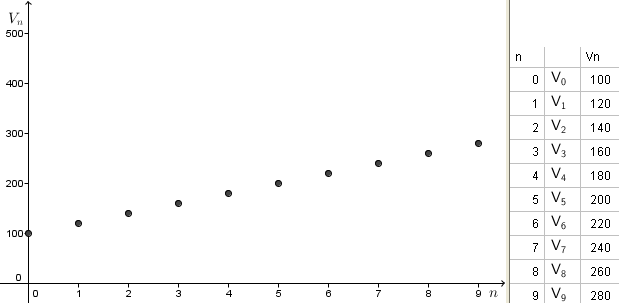 Vn
500
400
300
200
100
0
0 1 2 3 4 5 6 7 8 9 n
n Vn
0 V0 100
1 V1 120
2 V2 140
3 V3 160
4 V4 180
5 V5 200
6 V6 220
7 V7 240
8 V8 260
9 V9 280